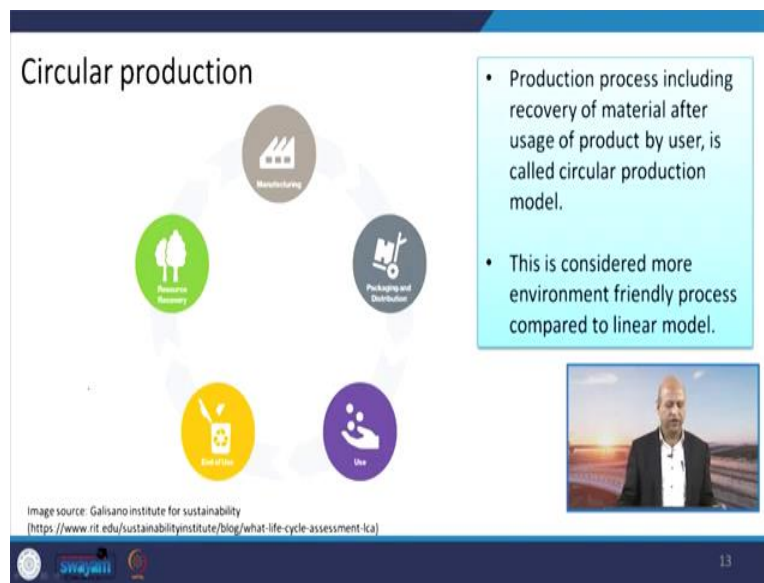 Circular production
Manufacturing
Packaging and
Distribution
Use
End of Use
Resource
Recovery
• Production process including
recovery of material after
usage of product by user, is
called circular production
model.
• This is considered more
environment friendly process
compared to linear model.
Image source: Galisano institute for sustainability
(https://www.rit.edu/sustainabilityinstitute/blog/what-life-cycle-assessment-lca)
swayam
13